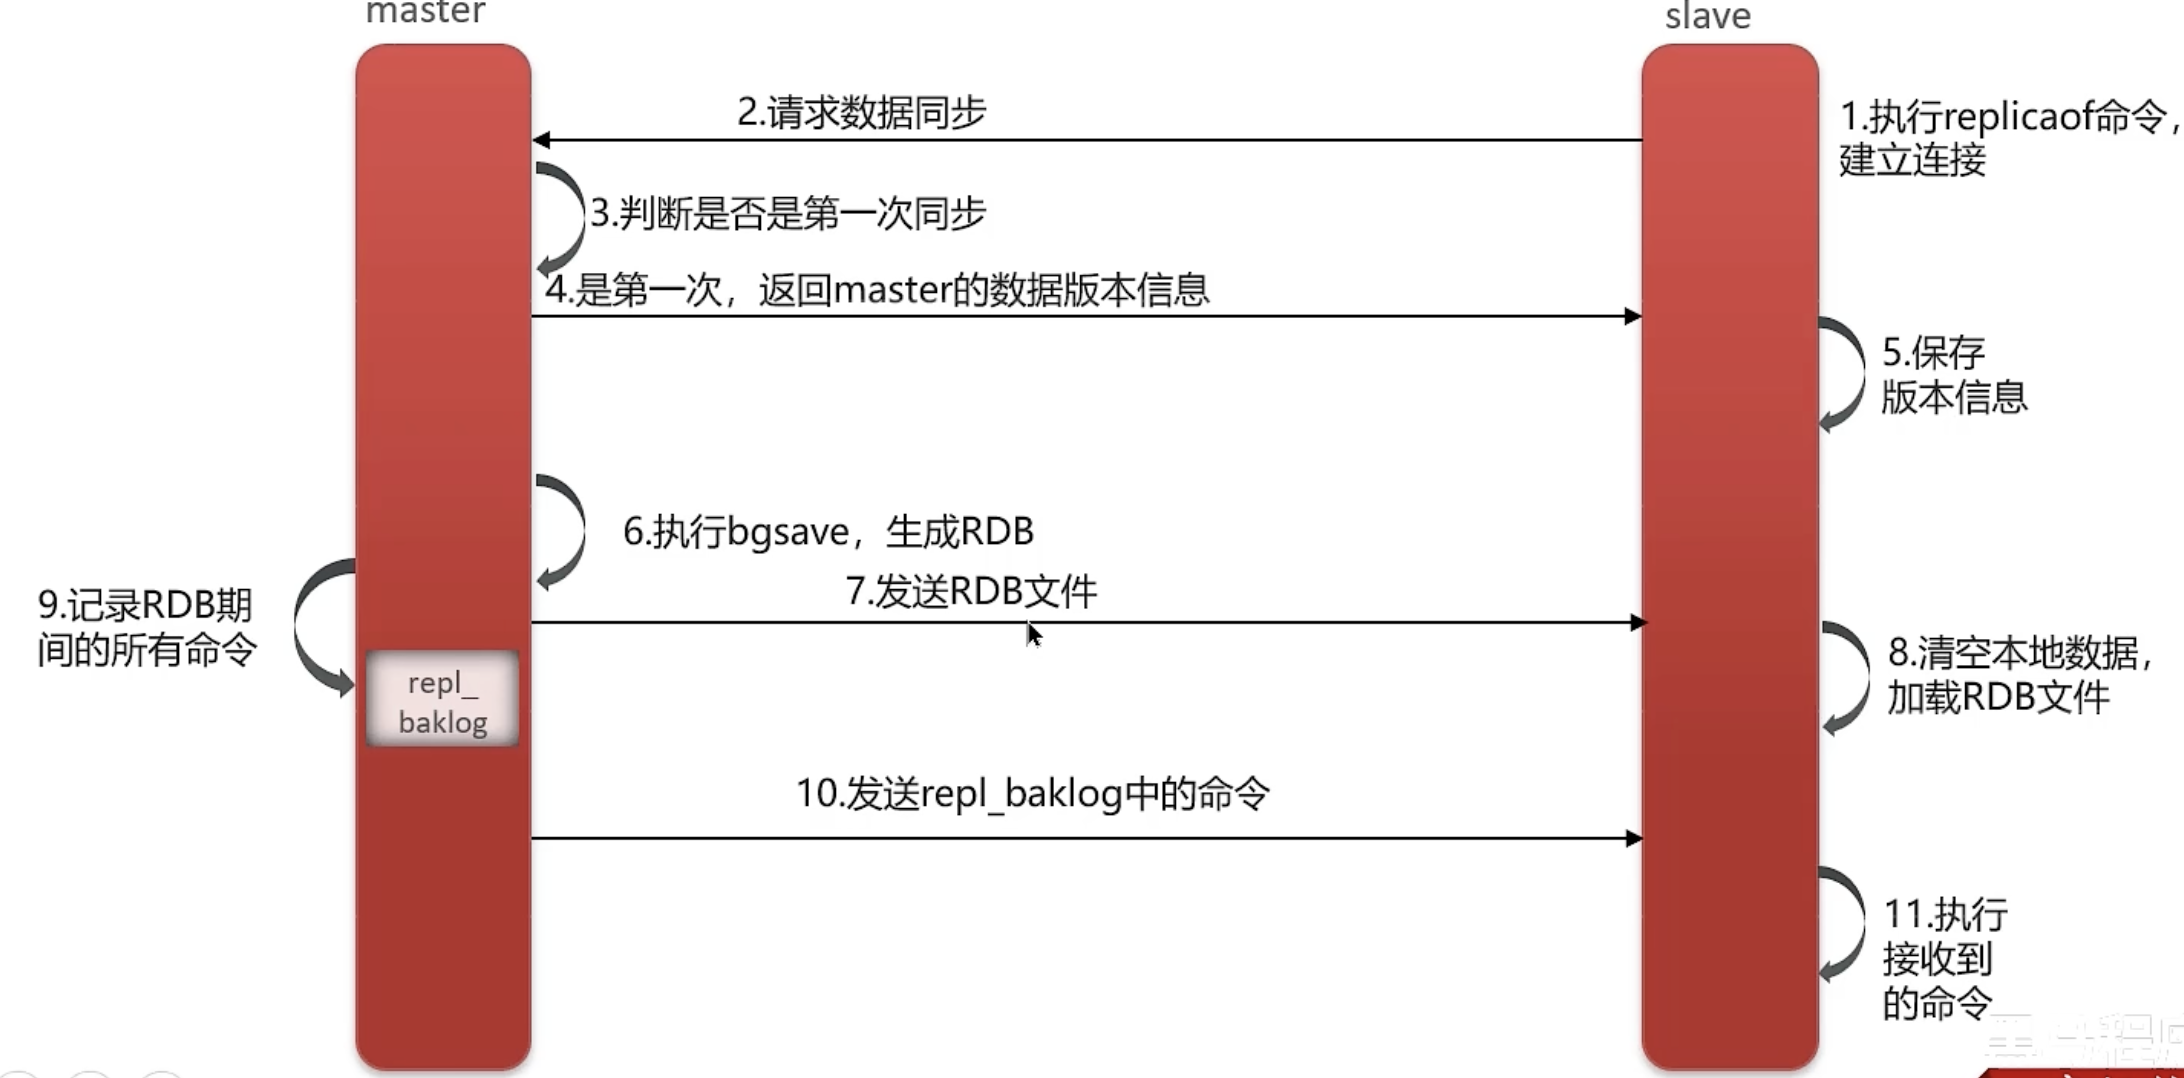 master
slave
2.请求数据同步
1.执行replicaof命令，
建立连接
3.判断是否是第一次同步
4.是第一次，返回master的数据版本信息
5.保存
版本信息
6.执行bgsave，生成RDB
7.发送RDB文件
9.记录RDB期
间的所有命令
8.清空本地数据，
加载RDB文件
repl_
baklog
10.发送repl_baklog中的命令
11.执行
接收到
的命令